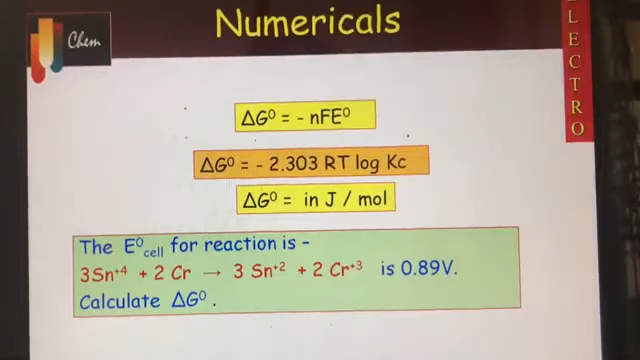 Numericals
Chem
ELECTRO
ΔG⁰ = - nFE⁰
ΔG⁰ = - 2.303 RT log Kc
ΔG⁰ = in J / mol
The E⁰cell for reaction is -
3Sn⁺⁴ + 2 Cr → 3 Sn⁺² + 2 Cr⁺³ is 0.89V.
Calculate ΔG⁰ .